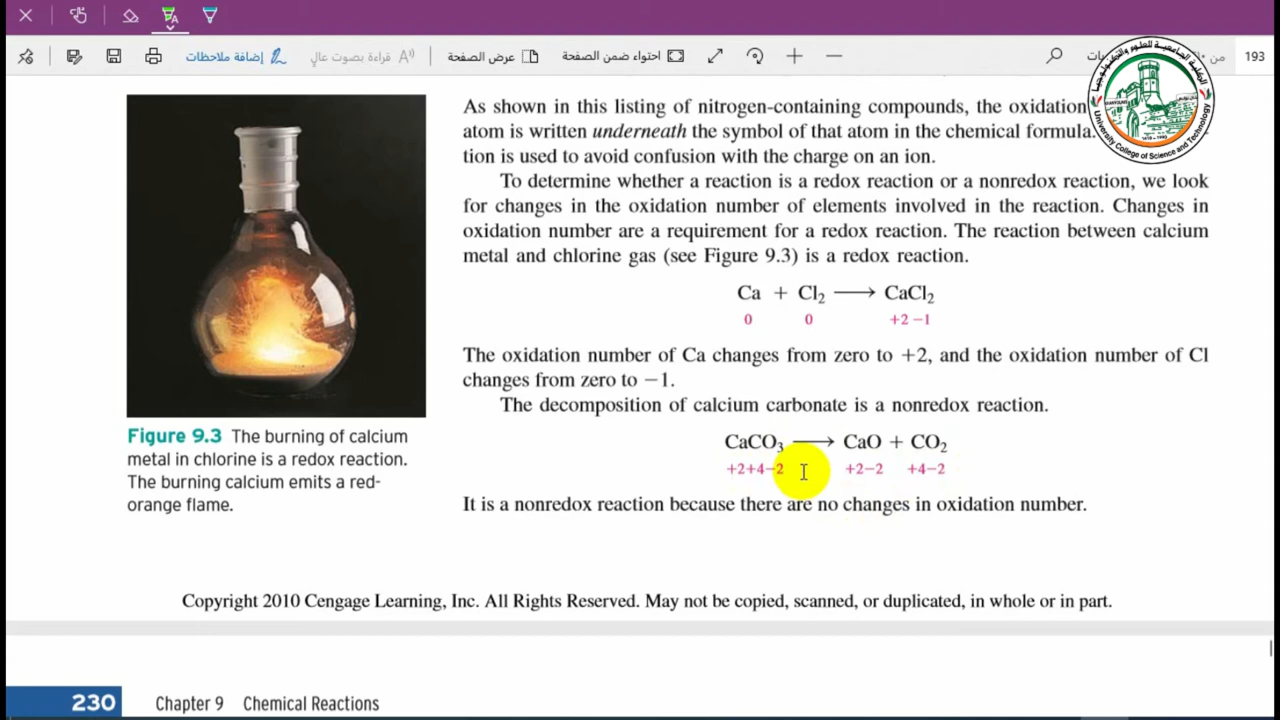 إضافة ملاحظات
قراءة بصوت عالٍ
عرض الصفحة
احتواء ضمن الصفحة
من
193
University College of Science and Technology
As shown in this listing of nitrogen-containing compounds, the oxidation
atom is written underneath the symbol of that atom in the chemical formula.
tion is used to avoid confusion with the charge on an ion.
To determine whether a reaction is a redox reaction or a nonredox reaction, we look
for changes in the oxidation number of elements involved in the reaction. Changes in
oxidation number are a requirement for a redox reaction. The reaction between calcium
metal and chlorine gas (see Figure 9.3) is a redox reaction.
Ca + Cl₂ ⟶ CaCl₂
0 0 +2 −1
The oxidation number of Ca changes from zero to +2, and the oxidation number of Cl
changes from zero to −1.
The decomposition of calcium carbonate is a nonredox reaction.
CaCO₃ ⟶ CaO + CO₂
+2+4−2 +2−2 +4−2
It is a nonredox reaction because there are no changes in oxidation number.
Figure 9.3 The burning of calcium
metal in chlorine is a redox reaction.
The burning calcium emits a red-
orange flame.
Copyright 2010 Cengage Learning, Inc. All Rights Reserved. May not be copied, scanned, or duplicated, in whole or in part.
230 Chapter 9 Chemical Reactions